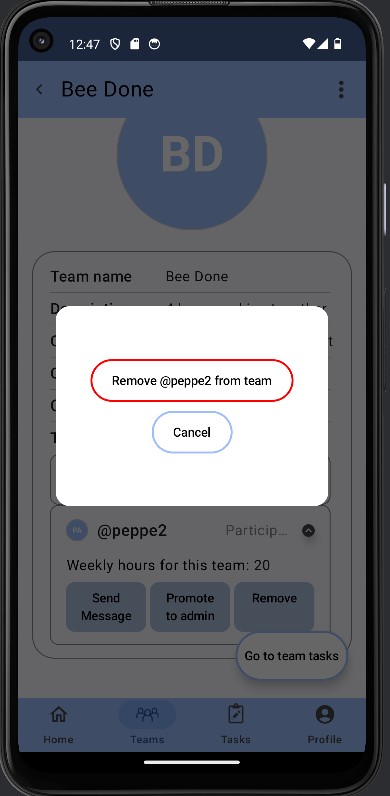 12:47
Bee Done
BD
Team name Bee Done
Remove @peppe2 from team
Cancel
PA @peppe2 Particip...
Weekly hours for this team: 20
Send Message
Promote to admin
Remove
Go to team tasks
Home Teams Tasks Profile